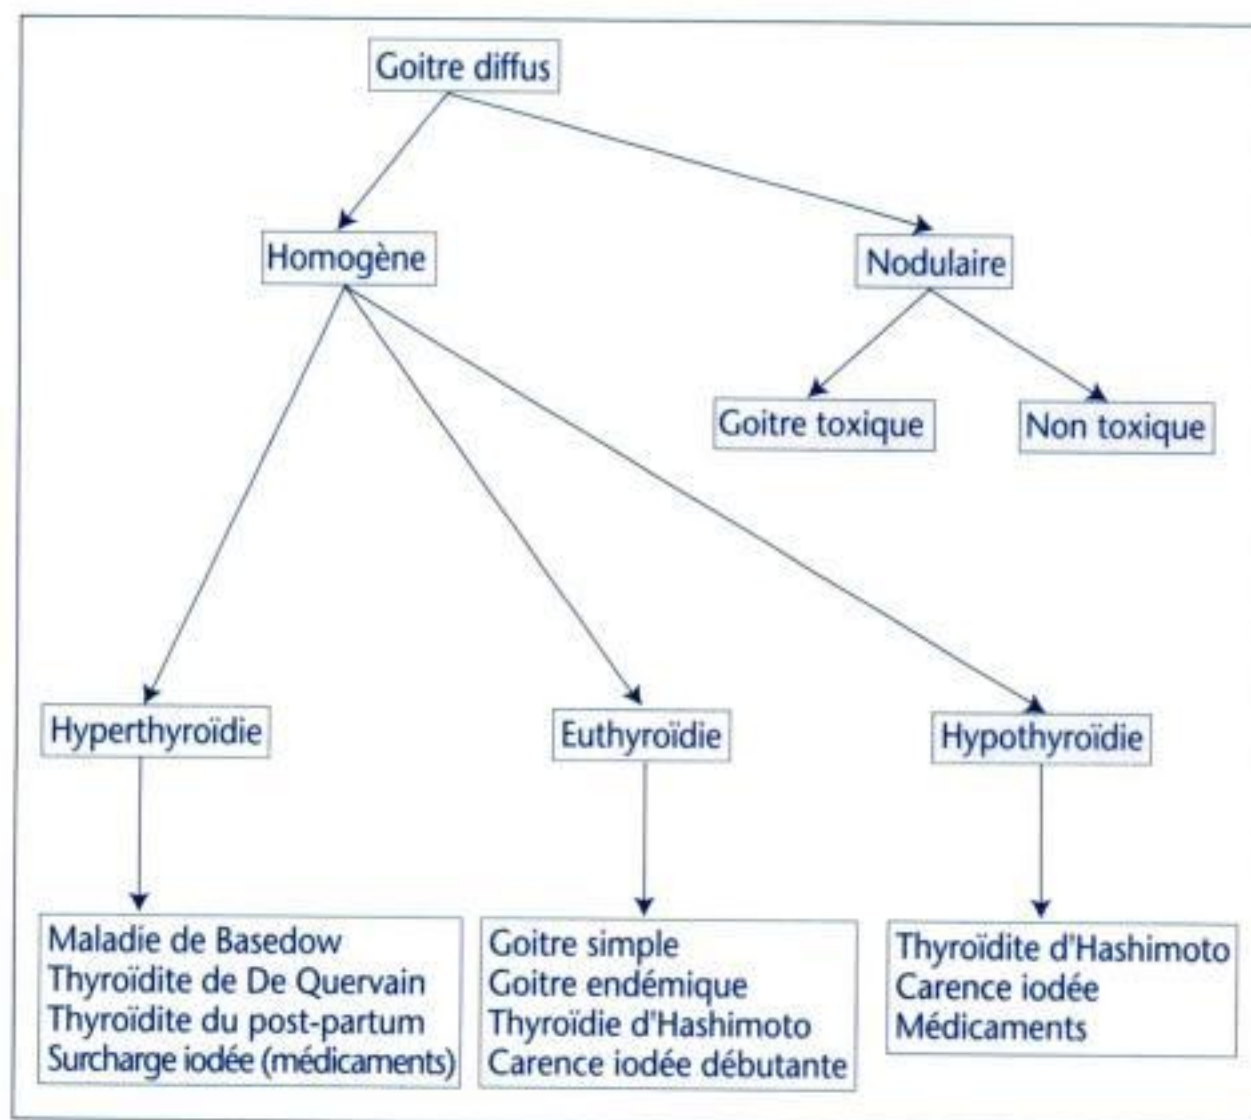 Goitre diffus
Homogène
Nodulaire
Goitre toxique
Non toxique
Hyperthyroïdie
Euthyroïdie
Hypothyroïdie
Maladie de Basedow
Thyroïdite de De Quervain
Thyroïdite du post-partum
Surcharge iodée (médicaments)
Goitre simple
Goitre endémique
Thyroïdie d'Hashimoto
Carence iodée débutante
Thyroïdite d'Hashimoto
Carence iodée
Médicaments